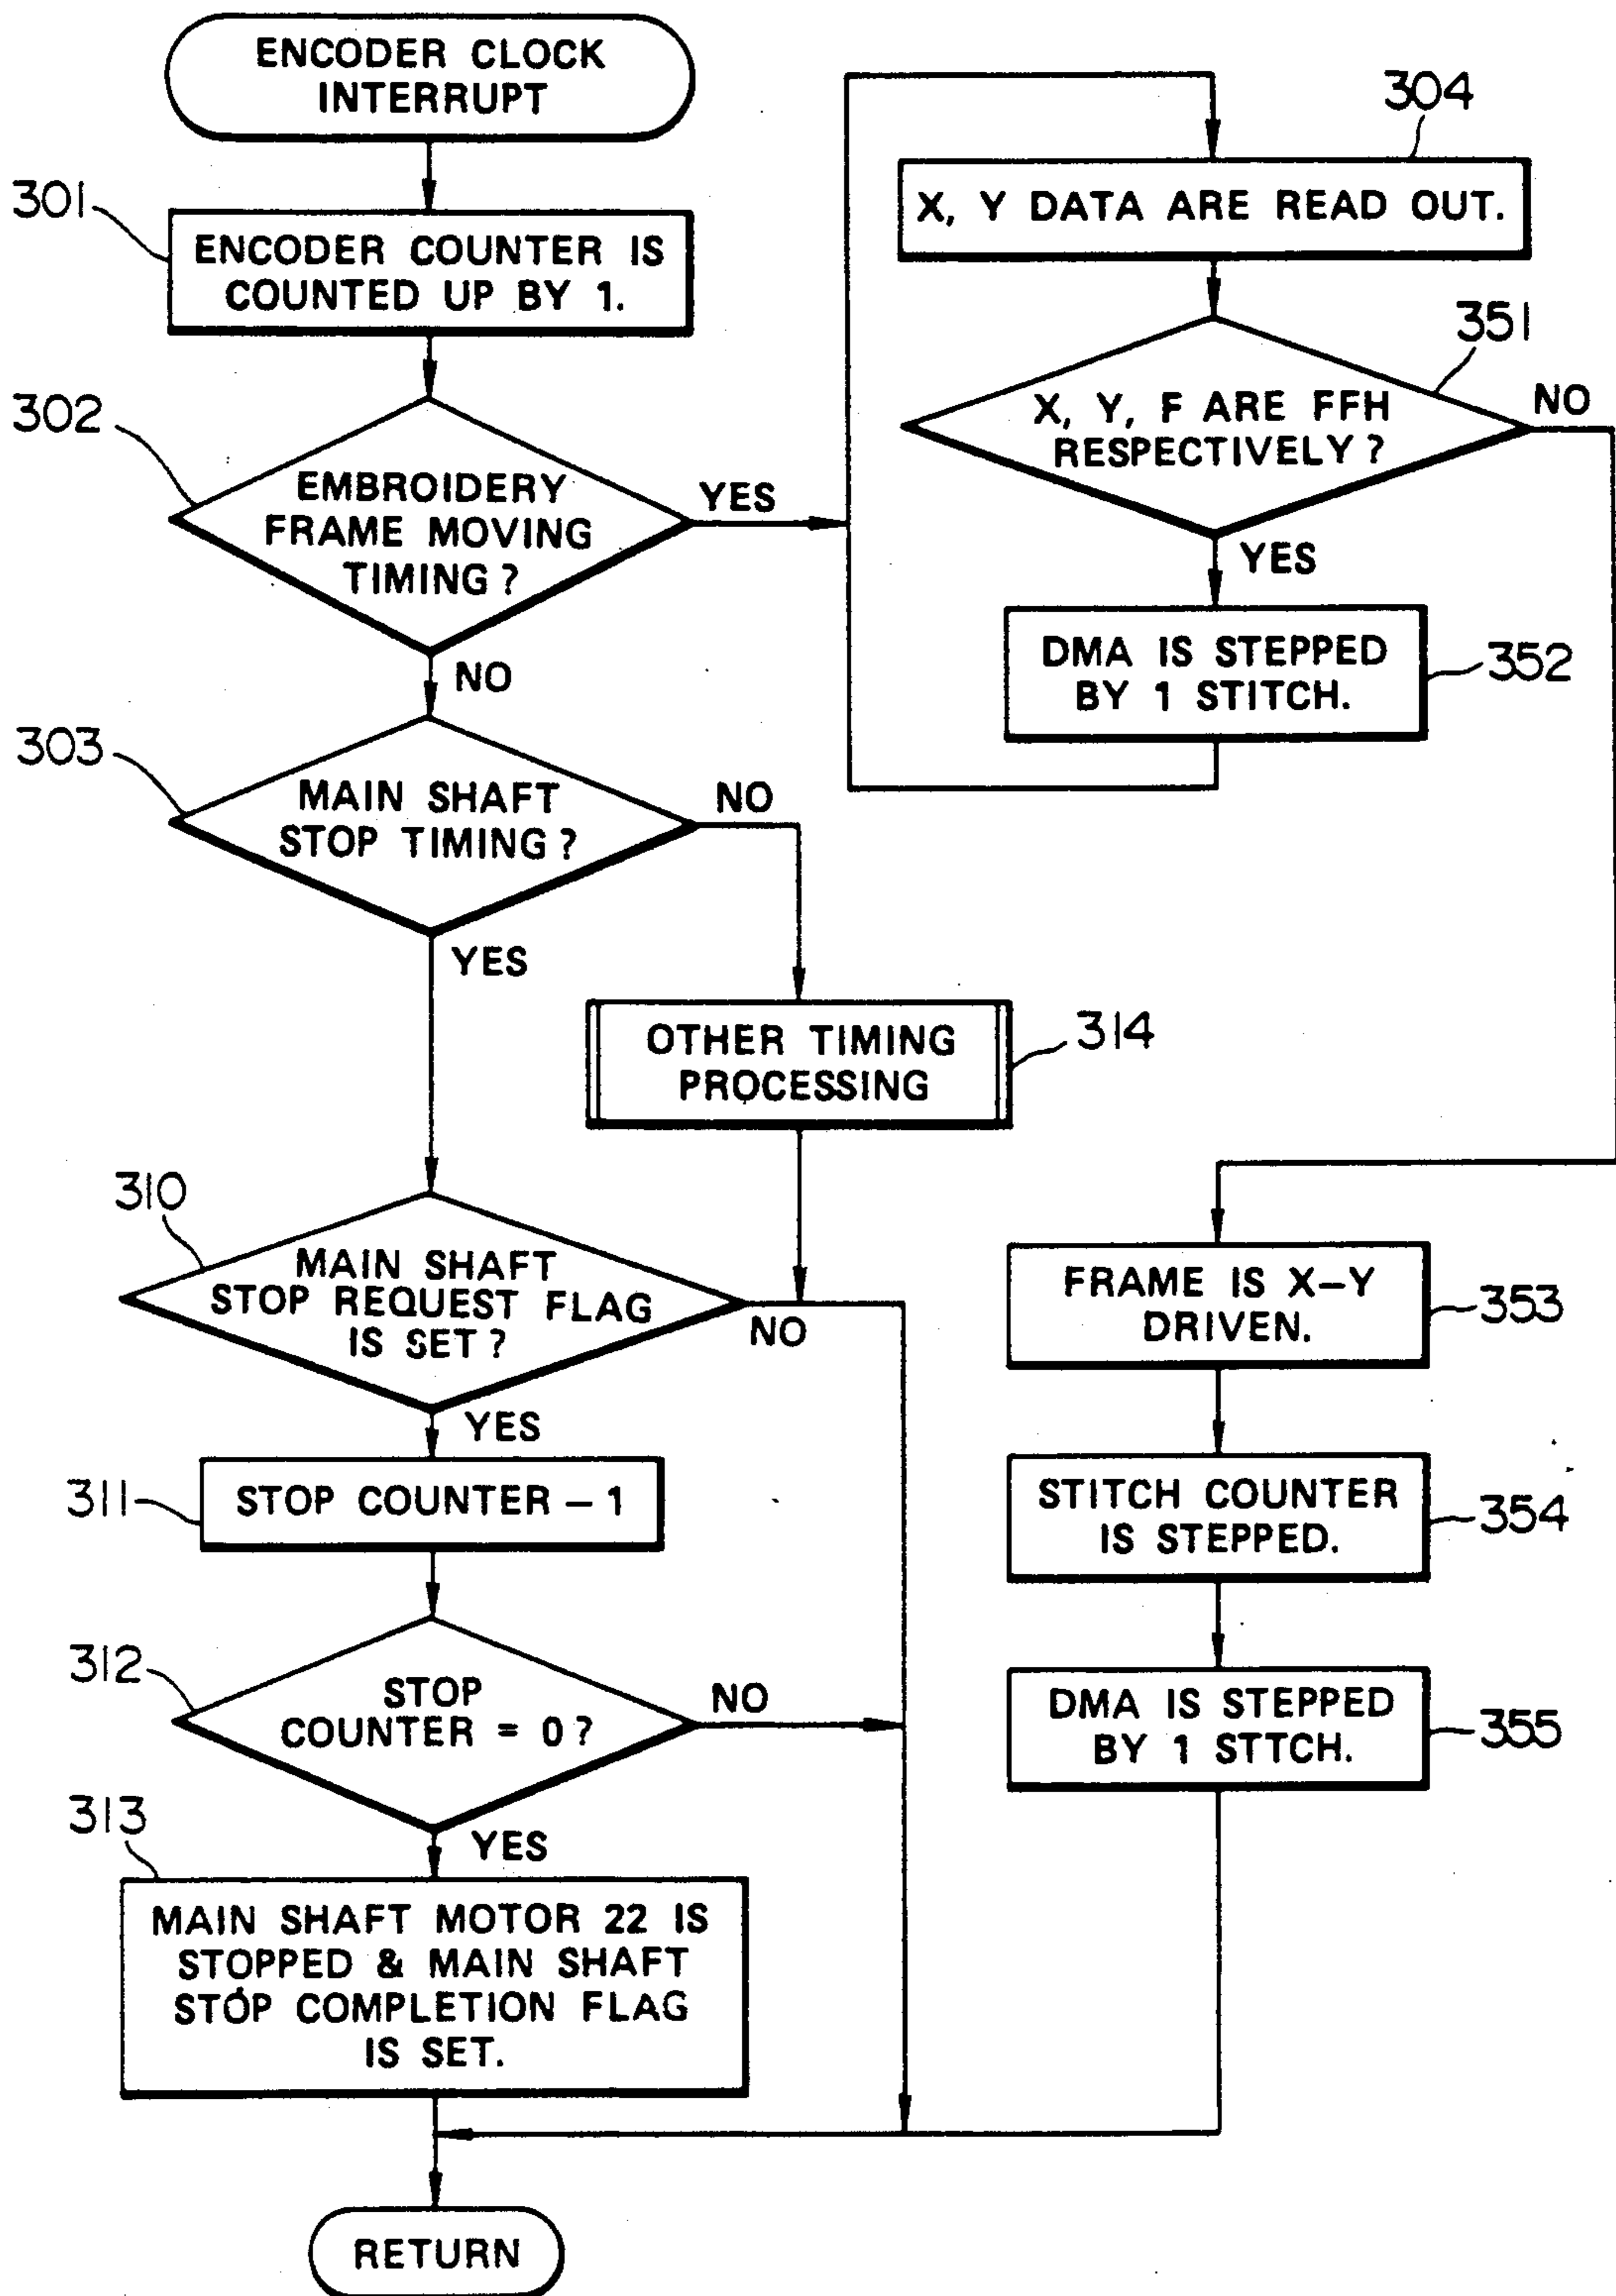 ENCODER CLOCK
INTERRUPT
301
ENCODER COUNTER IS
COUNTED UP BY 1.
302
EMBROIDERY
FRAME MOVING
TIMING?
YES
NO
303
MAIN SHAFT
STOP TIMING?
NO
YES
OTHER TIMING
PROCESSING
314
310
MAIN SHAFT
STOP REQUEST FLAG
IS SET?
NO
YES
311
STOP COUNTER – 1
312
STOP
COUNTER = 0?
NO
YES
313
MAIN SHAFT MOTOR 22 IS
STOPPED & MAIN SHAFT
STOP COMPLETION FLAG
IS SET.
RETURN
304
X, Y DATA ARE READ OUT.
351
X, Y, F ARE FFH
RESPECTIVELY?
NO
YES
DMA IS STEPPED
BY 1 STITCH.
352
FRAME IS X–Y
DRIVEN.
353
STITCH COUNTER
IS STEPPED.
354
DMA IS STEPPED
BY 1 STTCH.
355